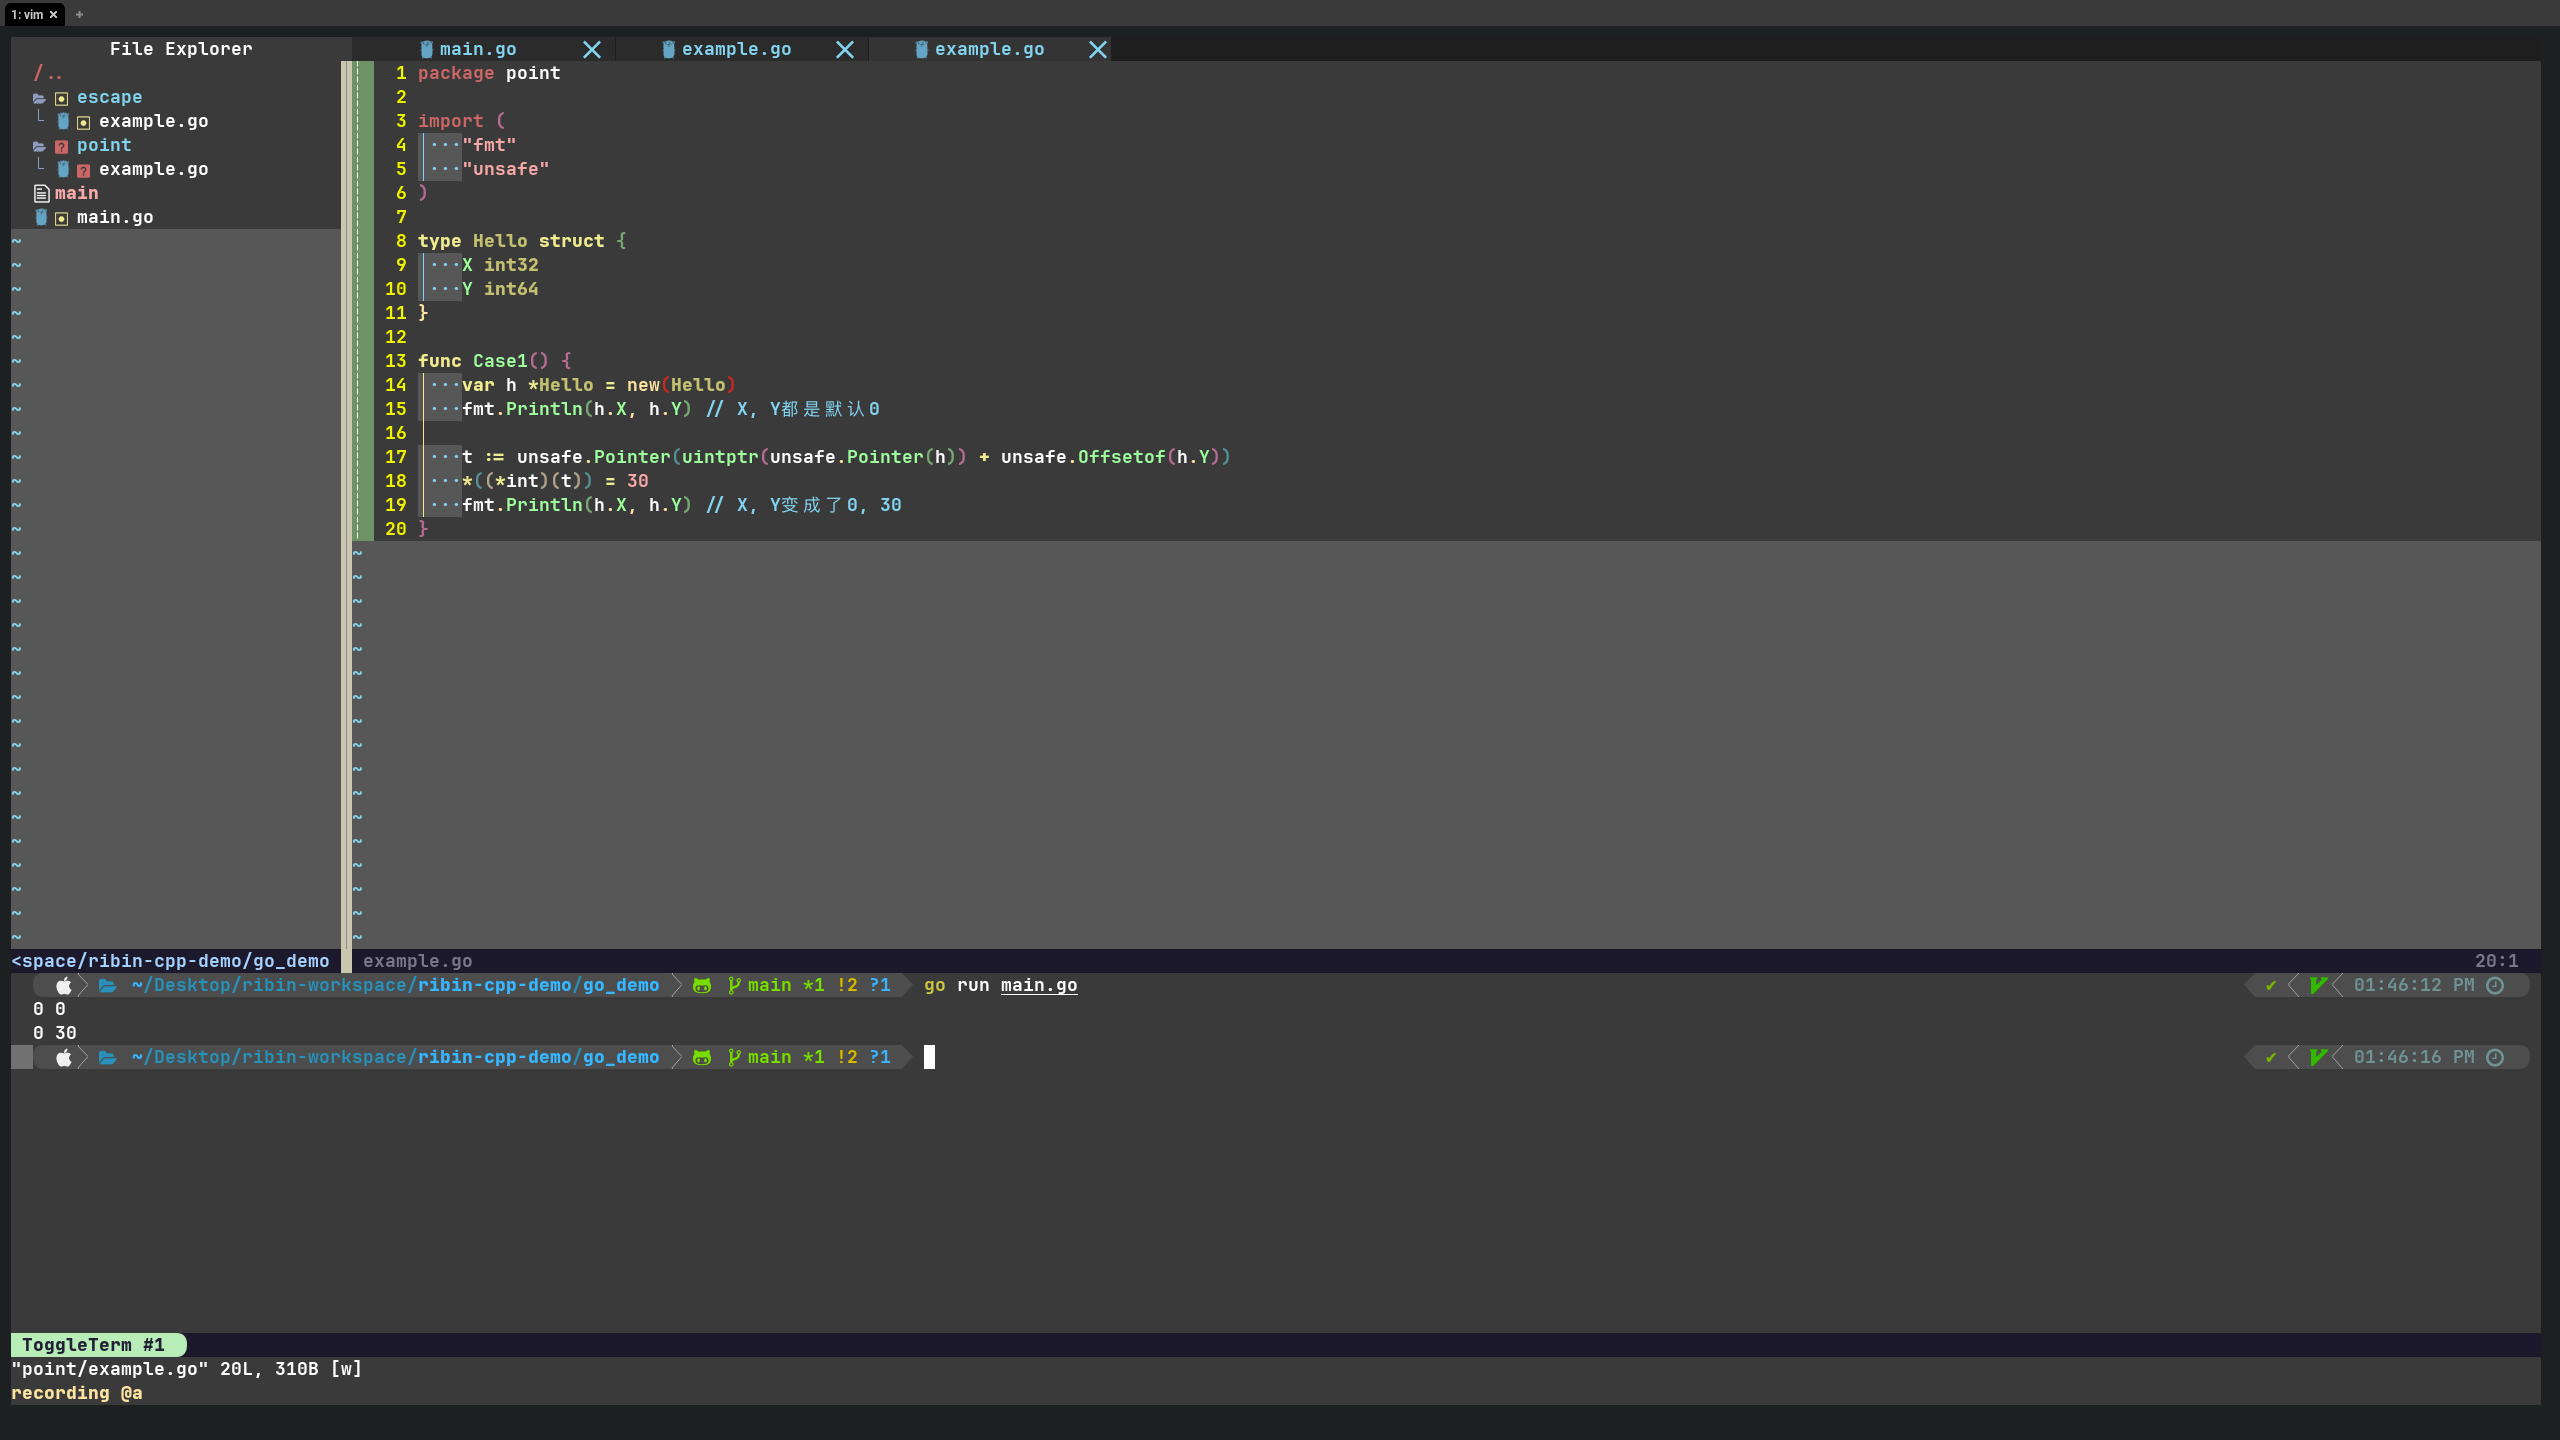 1: vim × +
File Explorer
/..
escape
example.go
point
example.go
main
main.go
main.go
example.go
example.go
1 package point
2
3 import (
4 "fmt"
5 "unsafe"
6 )
7
8 type Hello struct {
9 X int32
10 Y int64
11 }
12
13 func Case1() {
14 var h *Hello = new(Hello)
15 fmt.Println(h.X, h.Y) // X, Y都是默认0
16
17 t := unsafe.Pointer(uintptr(unsafe.Pointer(h)) + unsafe.Offsetof(h.Y))
18 *((*int)(t)) = 30
19 fmt.Println(h.X, h.Y) // X, Y变成了0, 30
20 }
<space/ribin-cpp-demo/go_demo example.go 20:1
~/Desktop/ribin-workspace/ribin-cpp-demo/go_demo main *1 !2 ?1 go run main.go ✔ 01:46:12 PM
0 0
0 30
~/Desktop/ribin-workspace/ribin-cpp-demo/go_demo main *1 !2 ?1 ✔ 01:46:16 PM
ToggleTerm #1
"point/example.go" 20L, 310B [w]
recording @a